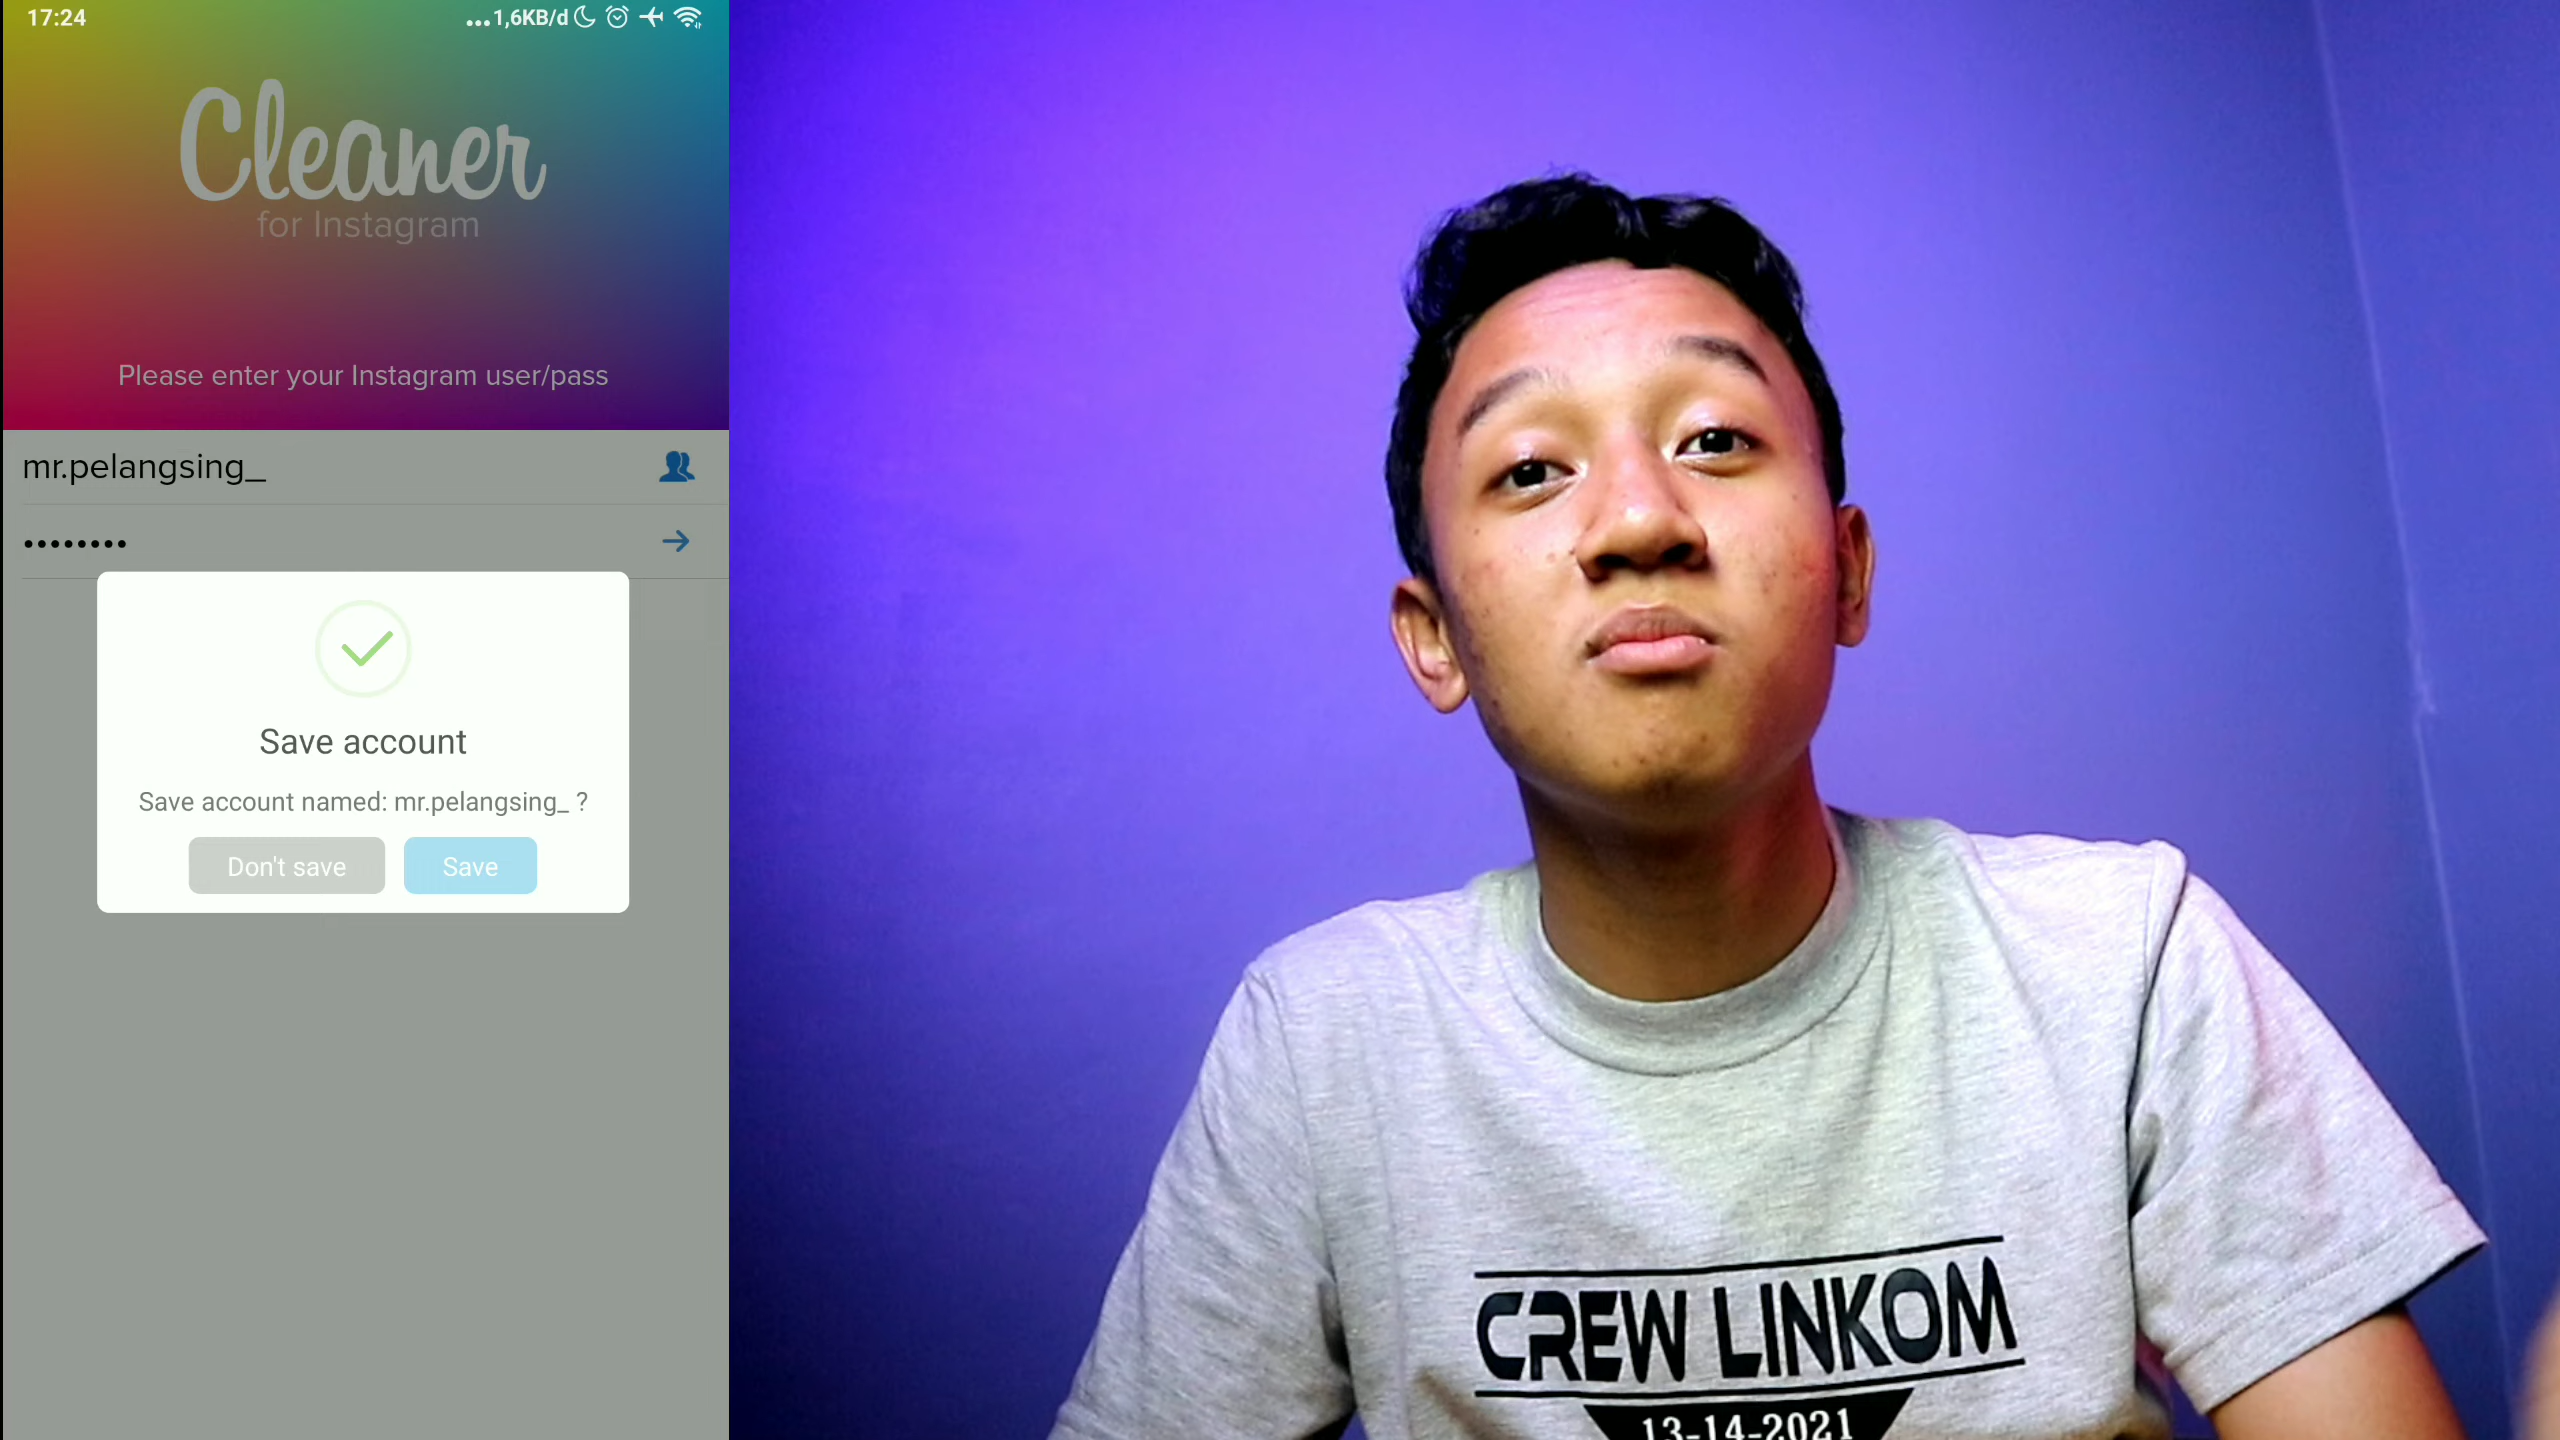 17:24
...1,6KB/d
Cleaner
for Instagram
Please enter your Instagram user/pass
mr.pelangsing_
••••••••
Save account
Save account named: mr.pelangsing_ ?
Don't save
Save
CREW LINKOM
13-14-2021